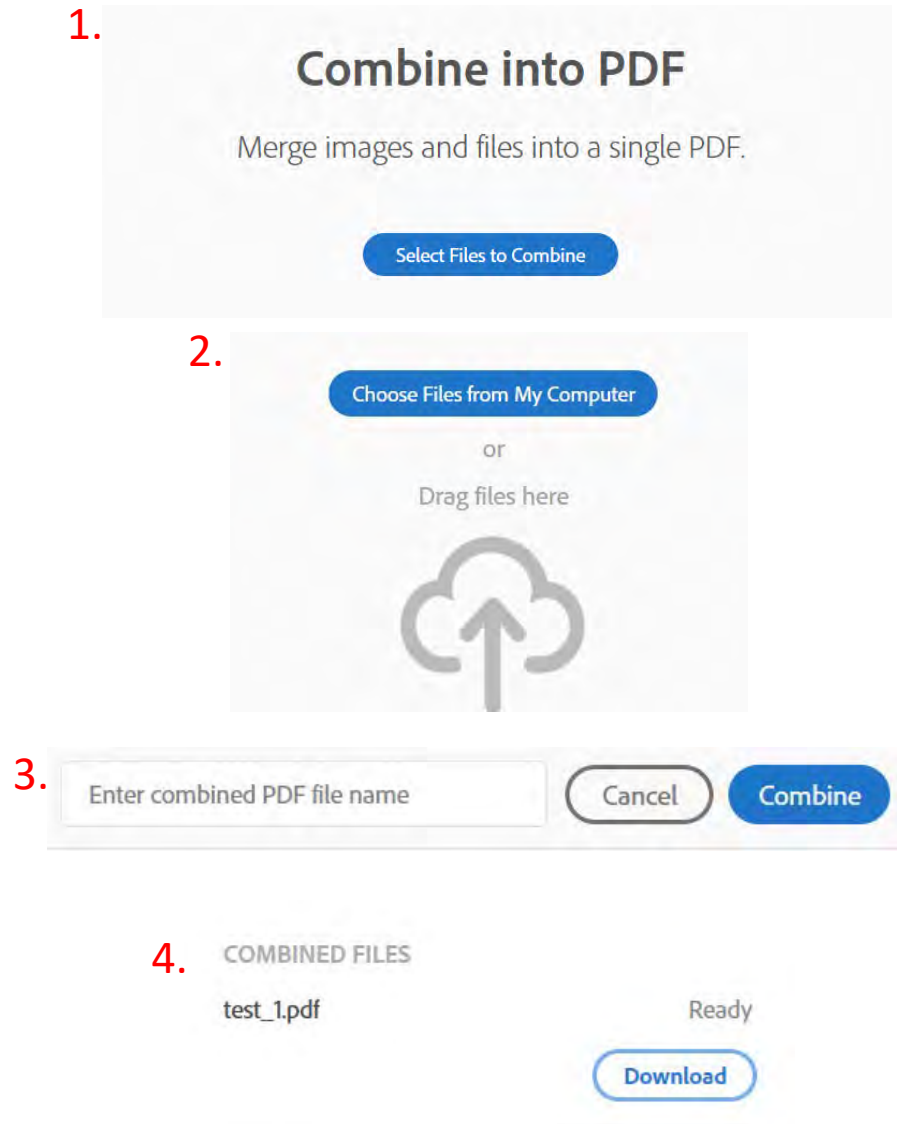 1.
Combine into PDF
Merge images and files into a single PDF.
Select Files to Combine
2.
Choose Files from My Computer
or
Drag files here
3.
Enter combined PDF file name Cancel Combine
4. COMBINED FILES
test_1.pdf Ready
Download